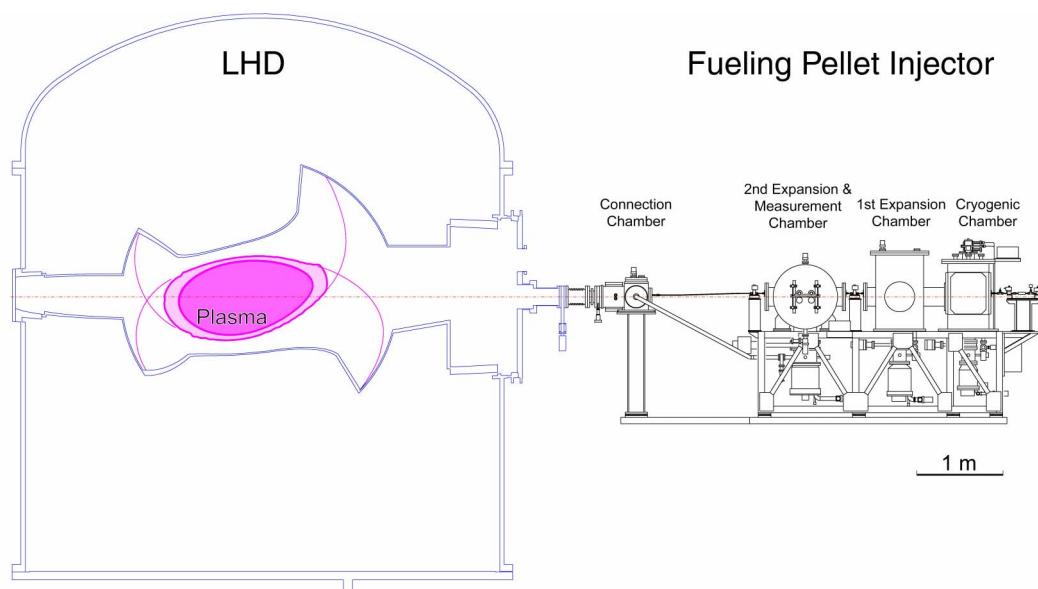 LHD
Fueling Pellet Injector
Connection
Chamber
2nd Expansion &
Measurement
Chamber
1st Expansion
Chamber
Cryogenic
Chamber
Plasma
1 m